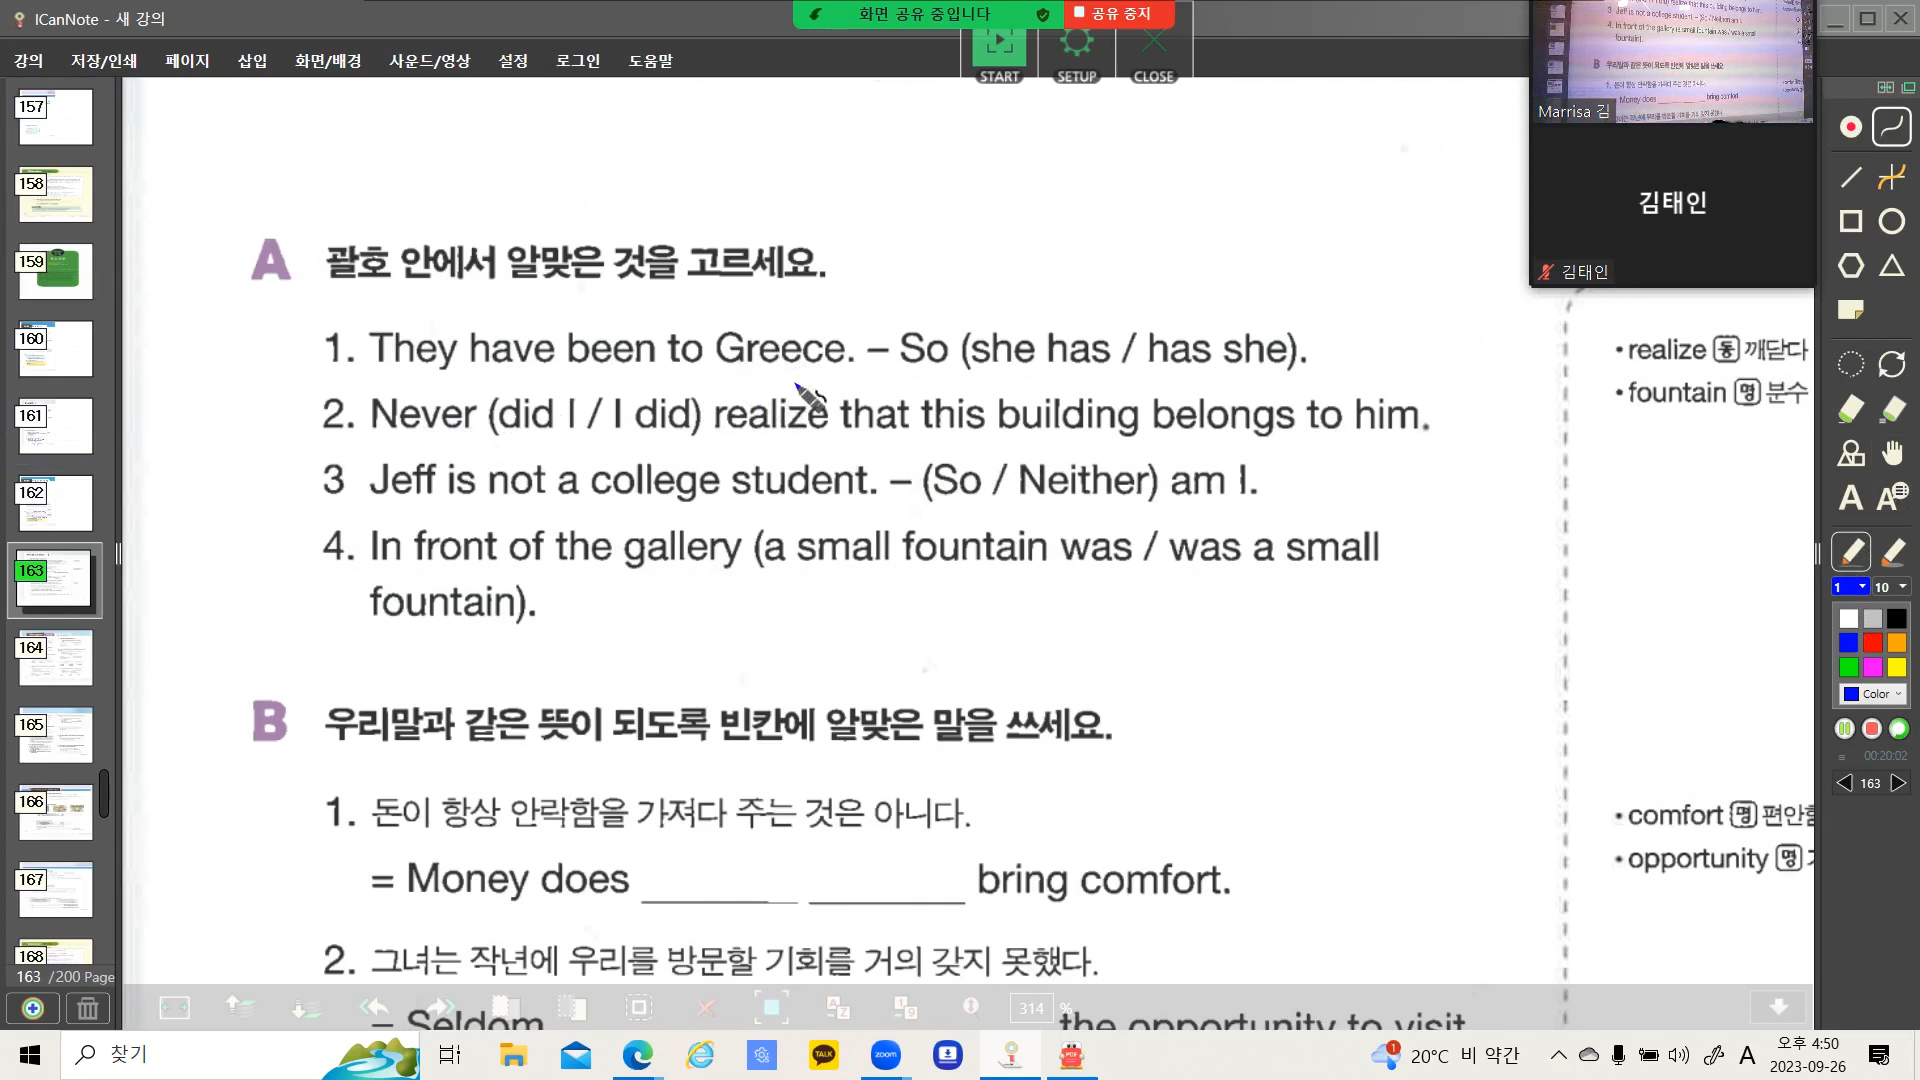 ICanNote - 새 강의
화면 공유 중입니다
공유 중지
강의 저장/인쇄 페이지 삽입 화면/배경 사운드/영상 설정 로그인 도움말
START SETUP CLOSE
Marrisa 김
김태인
김태인
157
158
159
160
161
162
163
164
165
166
167
168
163 /200 Page
A 괄호 안에서 알맞은 것을 고르세요.
1. They have been to Greece. – So (she has / has she).
2. Never (did I / I did) realize that this building belongs to him.
3 Jeff is not a college student. – (So / Neither) am I.
4. In front of the gallery (a small fountain was / was a small
fountain).
• realize 동 깨닫다
• fountain 명 분수
B 우리말과 같은 뜻이 되도록 빈칸에 알맞은 말을 쓰세요.
1. 돈이 항상 안락함을 가져다 주는 것은 아니다.
= Money does ______ ______ bring comfort.
2. 그녀는 작년에 우리를 방문할 기회를 거의 갖지 못했다.
= Seldom the opportunity to visit
• comfort 명 편안함
• opportunity 명
314 %
1 10
Color
00:20:02
163
찾기
20°C 비 약간
A
오후 4:50
2023-09-26